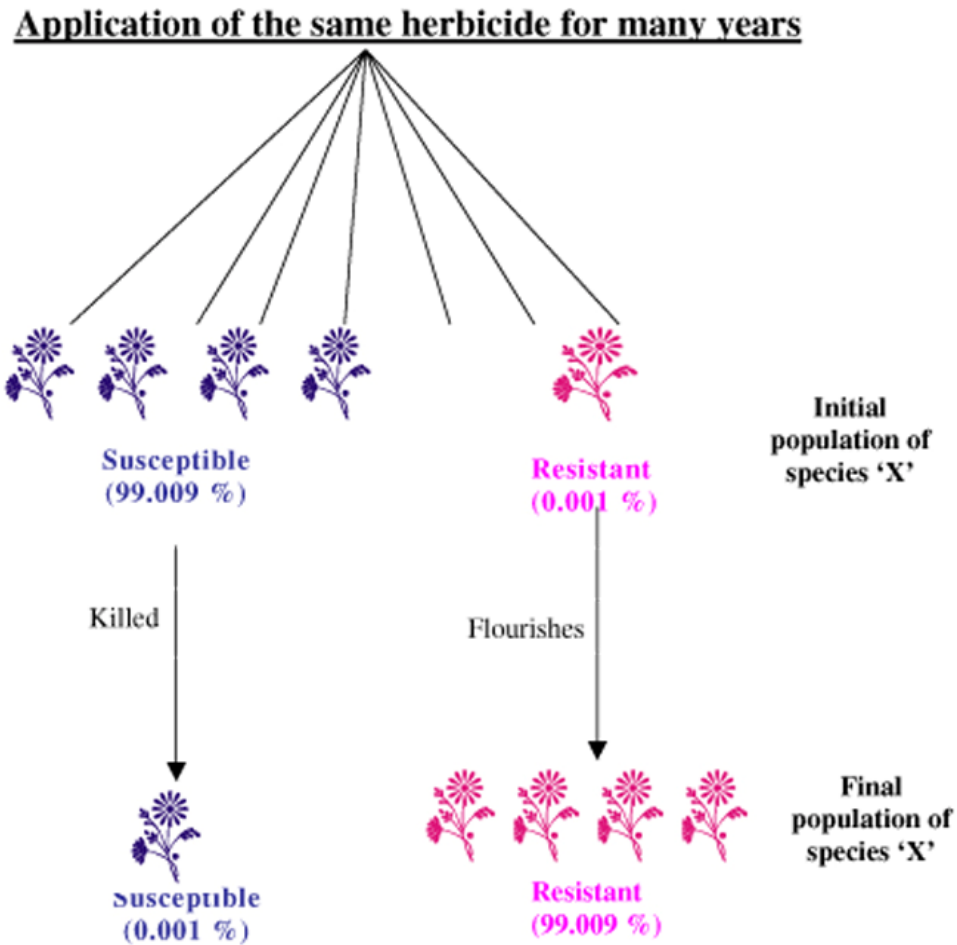 Application of the same herbicide for many years
Susceptible
(99.009 %)
Resistant
(0.001 %)
Initial
population of
species ‘X’
Killed
Flourishes
Susceptible
(0.001 %)
Resistant
(99.009 %)
Final
population of
species ‘X’